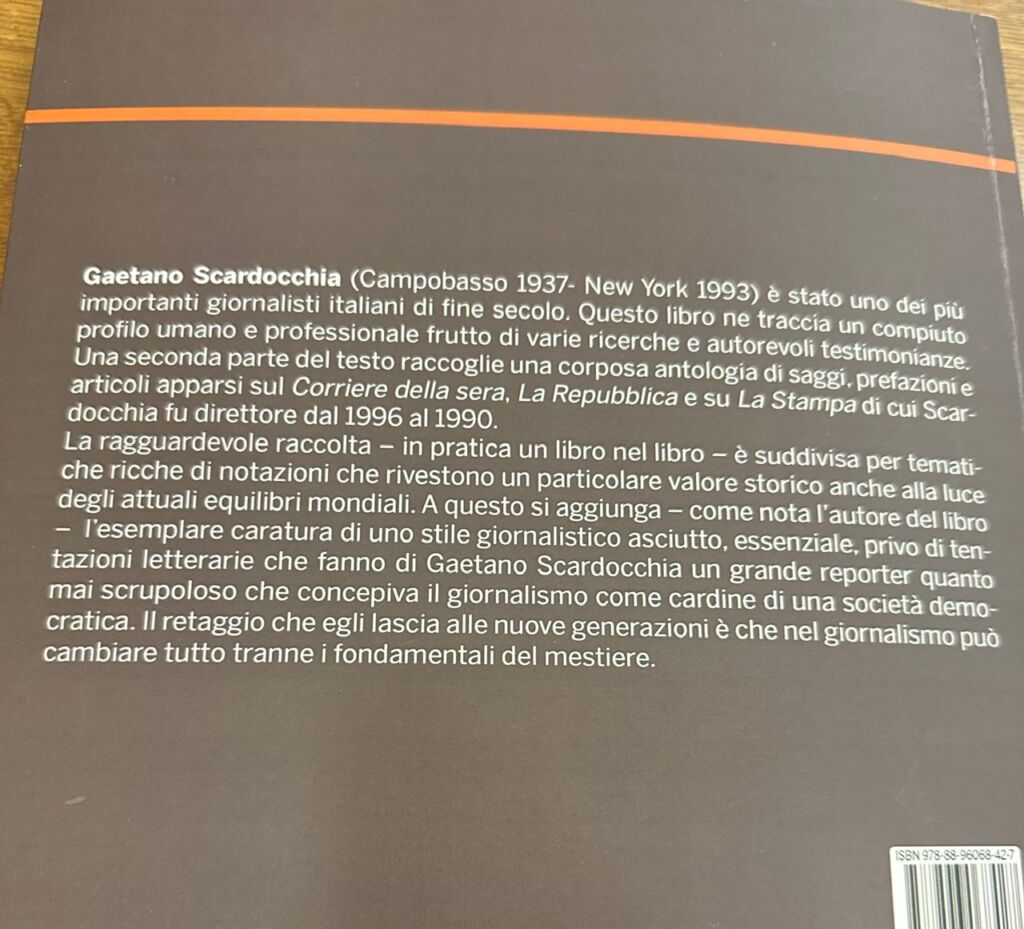 Gaetano Scardocchia (Campobasso 1937- New York 1993) è stato uno dei più
importanti giornalisti italiani di fine secolo. Questo libro ne traccia un compiuto
profilo umano e professionale frutto di varie ricerche e autorevoli testimonianze.
Una seconda parte del testo raccoglie una corposa antologia di saggi, prefazioni e
articoli apparsi sul Corriere della sera, La Repubblica e su La Stampa di cui Scar-
docchia fu direttore dal 1996 al 1990.
La ragguardevole raccolta – in pratica un libro nel libro – è suddivisa per temati-
che ricche di notazioni che rivestono un particolare valore storico anche alla luce
degli attuali equilibri mondiali. A questo si aggiunga – come nota l'autore del libro
– l'esemplare caratura di uno stile giornalistico asciutto, essenziale, privo di ten-
tazioni letterarie che fanno di Gaetano Scardocchia un grande reporter quanto
mai scrupoloso che concepiva il giornalismo come cardine di una società demo-
cratica. Il retaggio che egli lascia alle nuove generazioni è che nel giornalismo può
cambiare tutto tranne i fondamentali del mestiere.
ISBN 978-88-96068-42-7